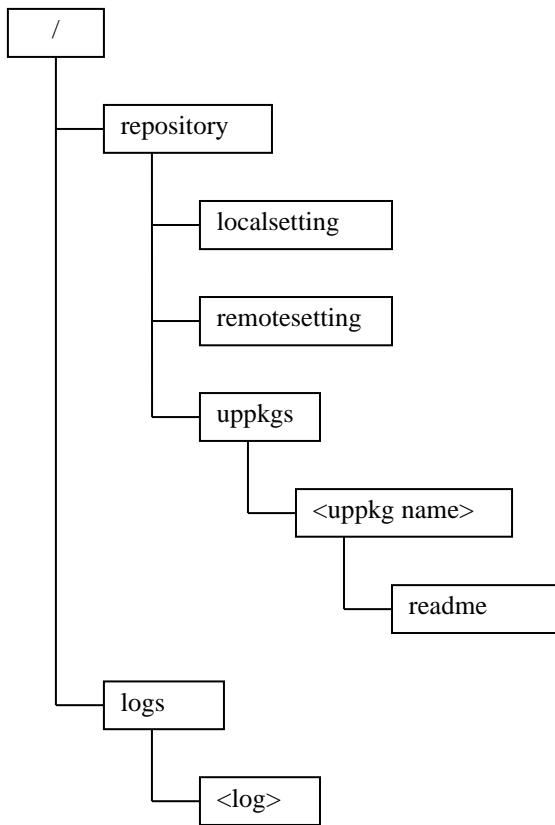 /
repository
localsetting
remotesetting
uppkgs
<uppkg name>
readme
logs
<log>